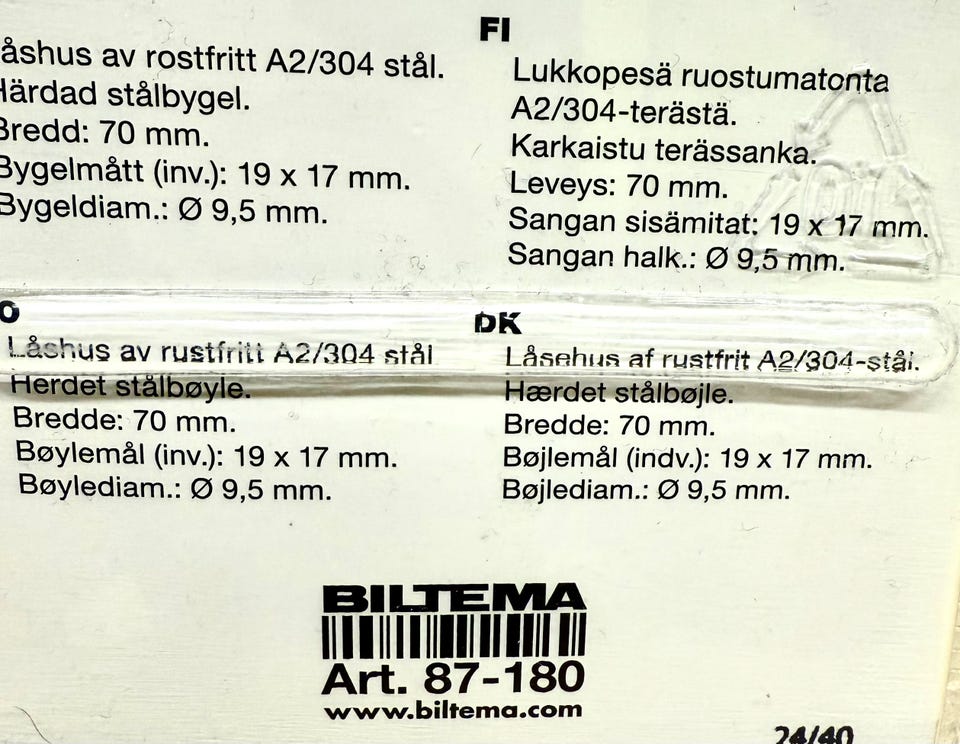 åshus av rostfritt A2/304 stål.
Härdad stålbygel.
Bredd: 70 mm.
Bygelmått (inv.): 19 x 17 mm.
Bygeldiam.: Ø 9,5 mm.
FI
Lukkopesä ruostumatonta
A2/304-terästä.
Karkaistu terässanka.
Leveys: 70 mm.
Sangan sisämitat: 19 x 17 mm.
Sangan halk.: Ø 9,5 mm.
O
Låshus av rustfritt A2/304 stål
Herdet stålbøyle.
Bredde: 70 mm.
Bøylemål (inv.): 19 x 17 mm.
Bøylediam.: Ø 9,5 mm.
DK
Låsehus af rustfrit A2/304-stål.
Hærdet stålbøjle.
Bredde: 70 mm.
Bøjlemål (indv.): 19 x 17 mm.
Bøjlediam.: Ø 9,5 mm.
BILTEMA
Art. 87-180
www.biltema.com
24/40